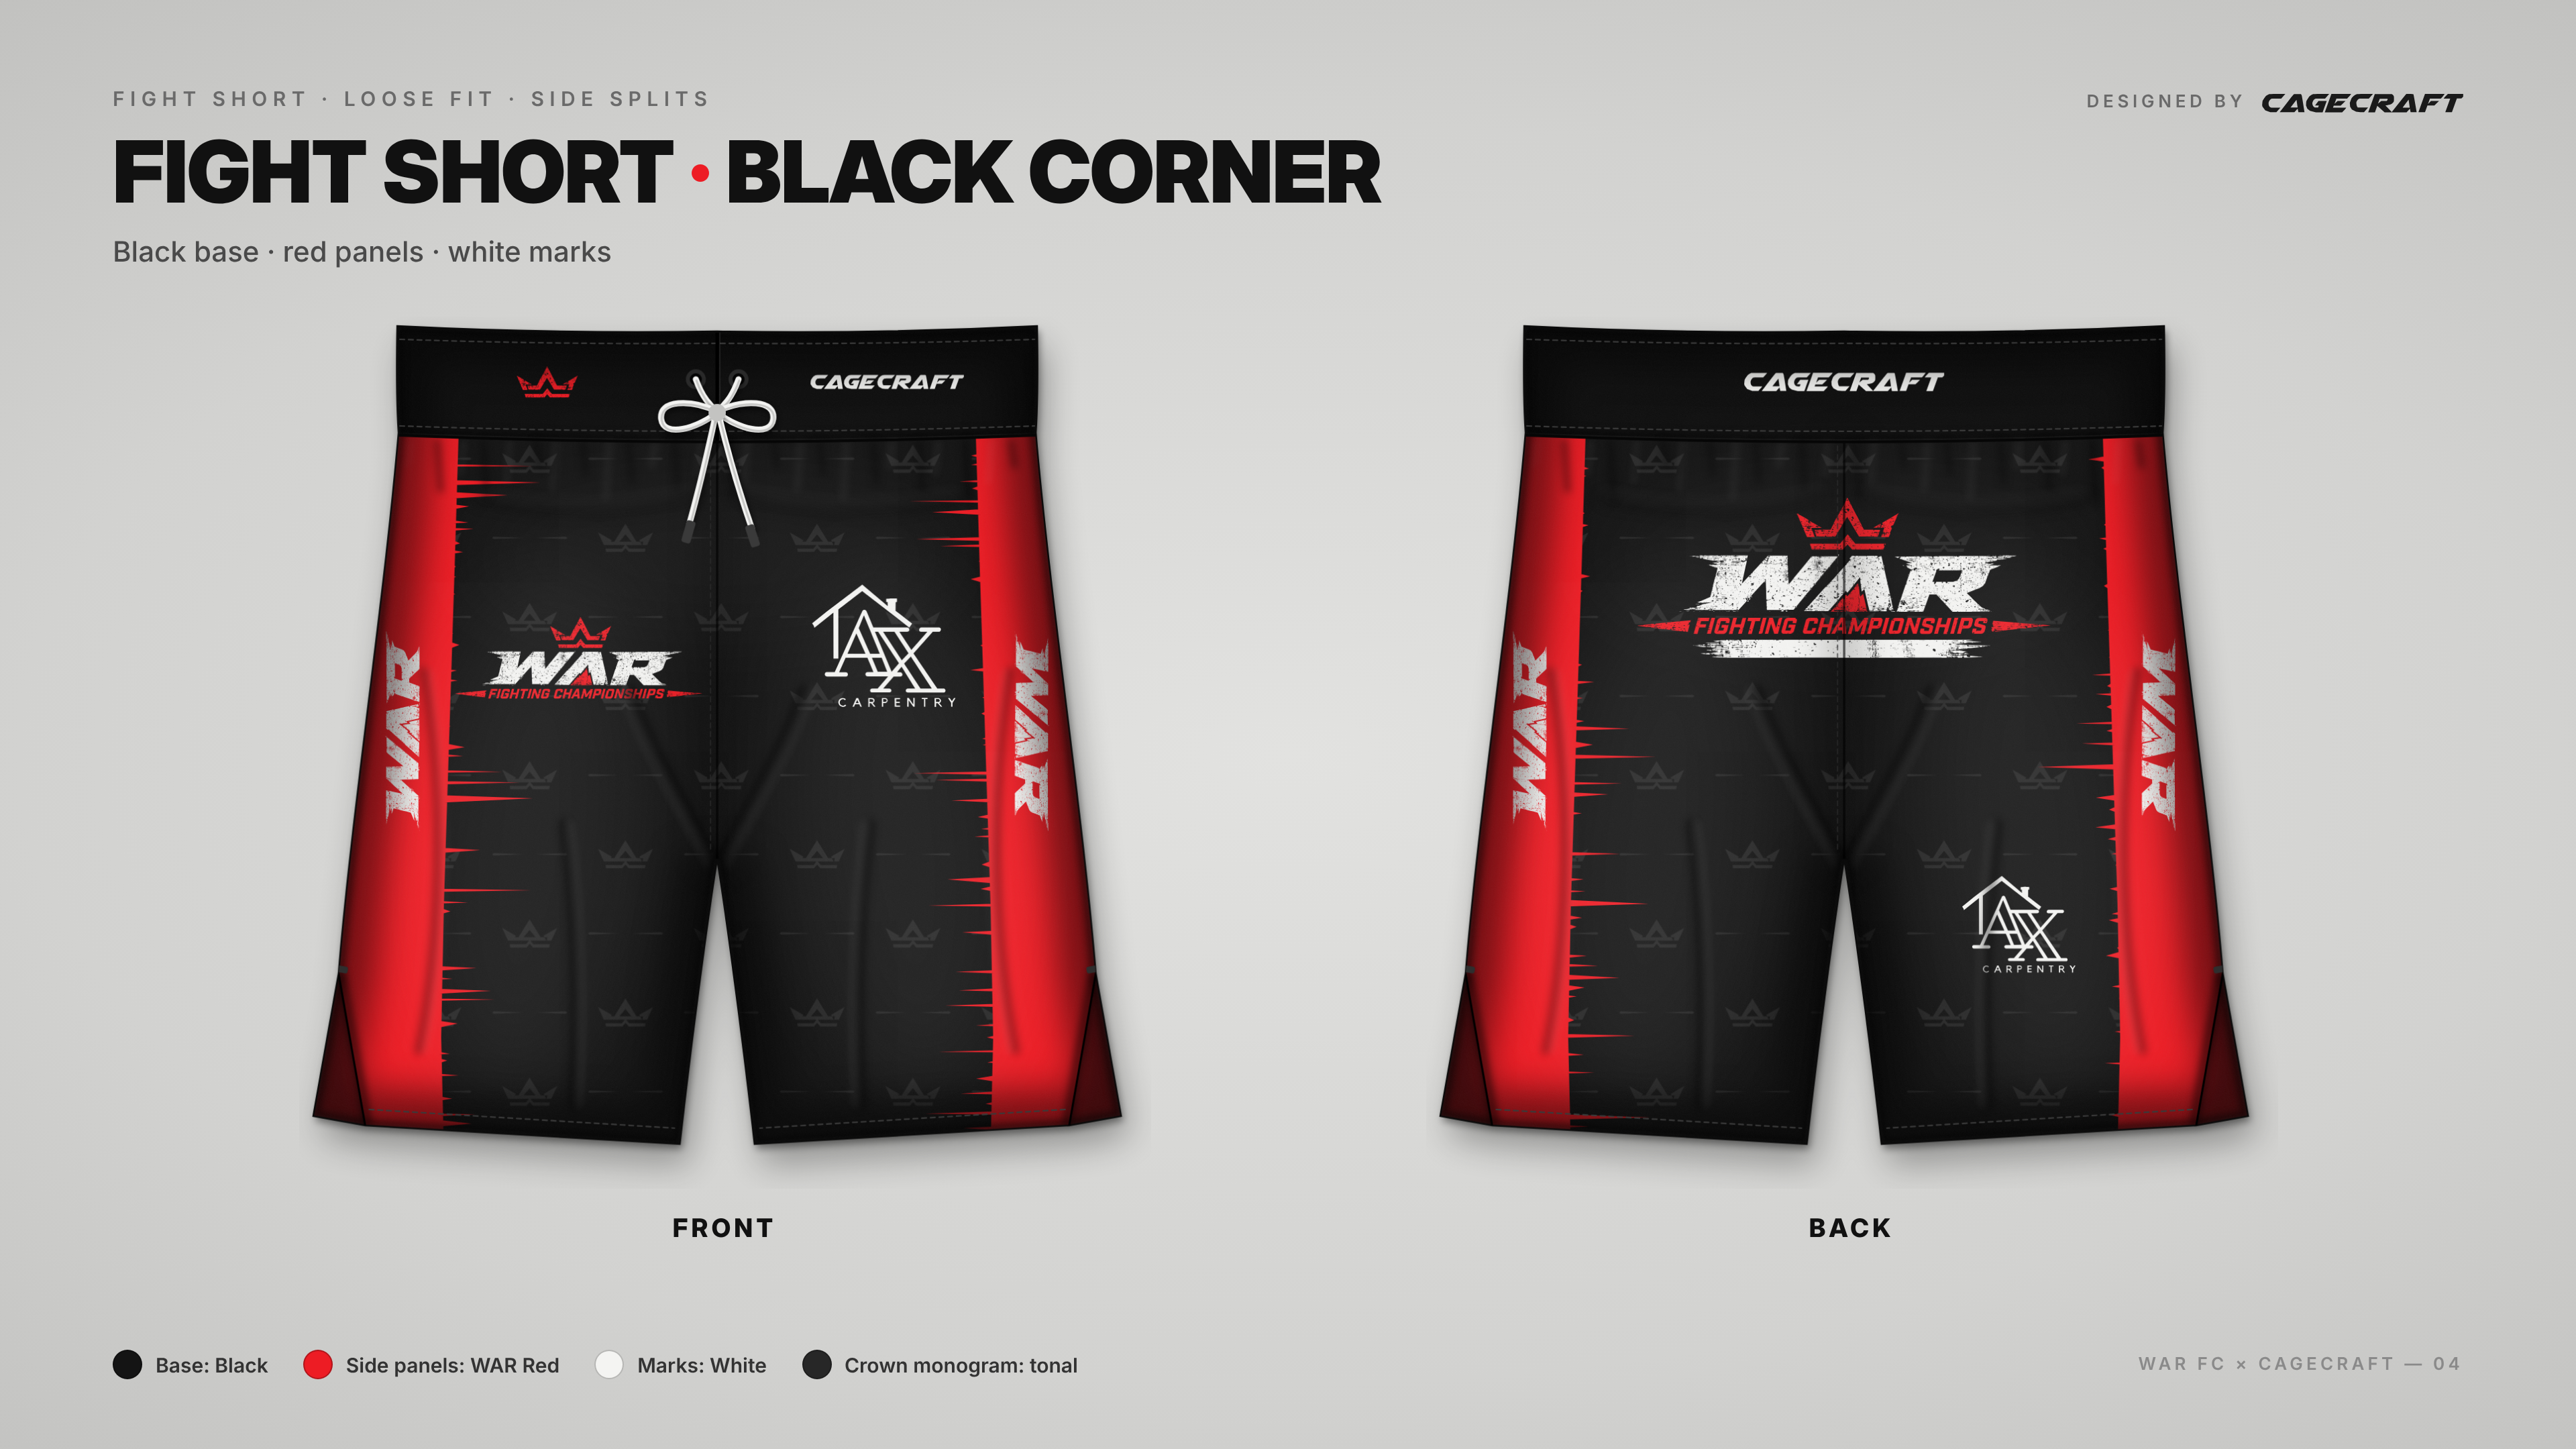 FIGHT SHORT · LOOSE FIT · SIDE SPLITS
DESIGNED BY CAGECRAFT
FIGHT SHORT · BLACK CORNER
Black base · red panels · white marks
CAGECRAFT
WAR
FIGHTING CHAMPIONSHIPS
AX
CARPENTRY
WAR
WAR
CAGECRAFT
WAR
FIGHTING CHAMPIONSHIPS
WAR
WAR
AX
CARPENTRY
FRONT
BACK
Base: Black
Side panels: WAR Red
Marks: White
Crown monogram: tonal
WAR FC × CAGECRAFT — 04